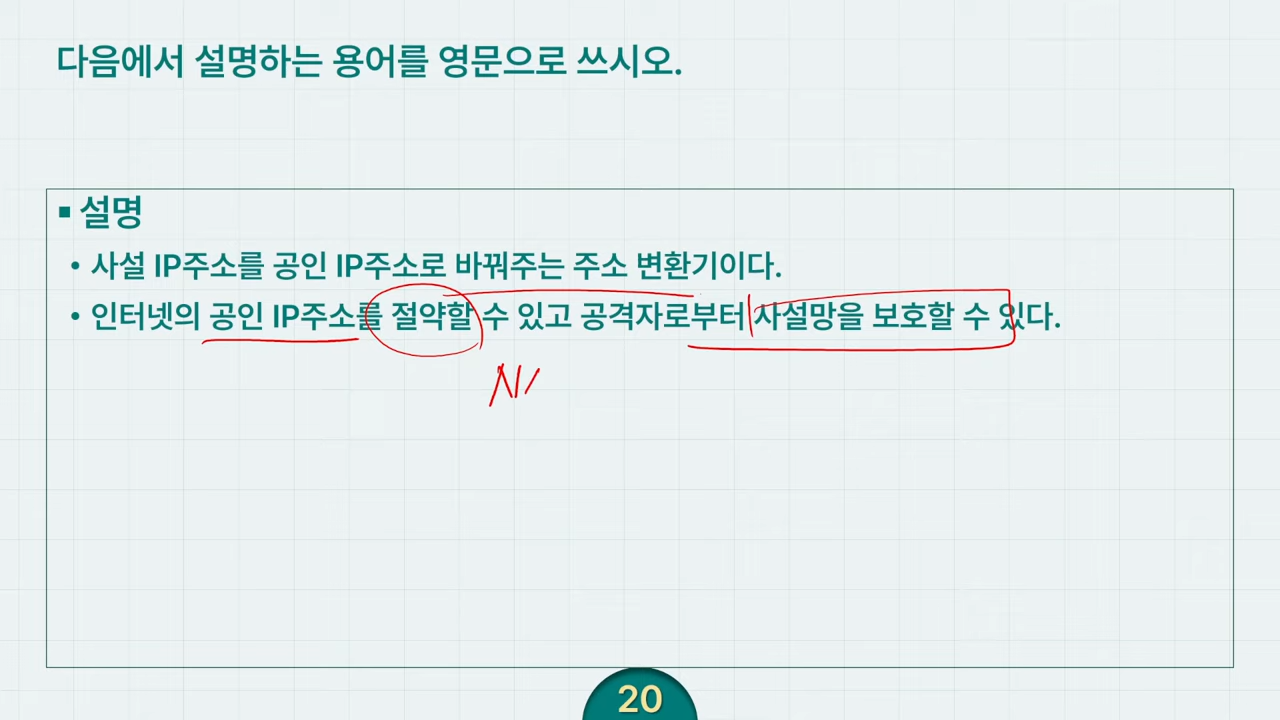 다음에서 설명하는 용어를 영문으로 쓰시오.
▪ 설명
• 사설 IP주소를 공인 IP주소로 바꿔주는 주소 변환기이다.
• 인터넷의 공인 IP주소를 절약할 수 있고 공격자로부터 사설망을 보호할 수 있다.
20